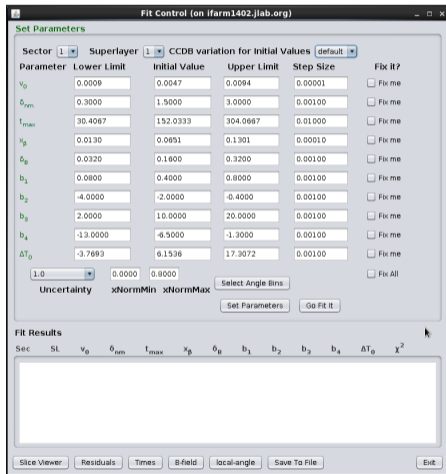 Fit Control (on ifarm1402.jlab.org)
Set Parameters
Sector 1 Superlayer 1 CCDB variation for Initial Values default
Parameter Lower Limit Initial Value Upper Limit Step Size Fix it?
v₀ 0.0009 0.0047 0.0094 0.00001 Fix me
δnm 0.3000 1.5000 3.0000 0.00100 Fix me
tmax 30.4067 152.0333 304.0667 0.01000 Fix me
xβ 0.0130 0.0651 0.1301 0.00010 Fix me
δB 0.0320 0.1600 0.3200 0.00100 Fix me
b₁ 0.0800 0.4000 0.8000 0.00100 Fix me
b₂ -4.0000 -2.0000 -0.4000 0.00100 Fix me
b₃ 2.0000 10.0000 20.0000 0.00100 Fix me
b₄ -13.0000 -6.5000 -1.3000 0.00100 Fix me
ΔT₀ -3.7693 6.1536 17.3072 0.00100 Fix me
1.0 0.0000 0.8000 Select Angle Bins Fix All
Uncertainty xNormMin xNormMax
Set Parameters Go Fit It
Fit Results
Sec SL v₀ δnm tmax xβ δB b₁ b₂ b₃ b₄ ΔT₀ χ²
Slice Viewer Residuals Times B-field local-angle Save To File Exit